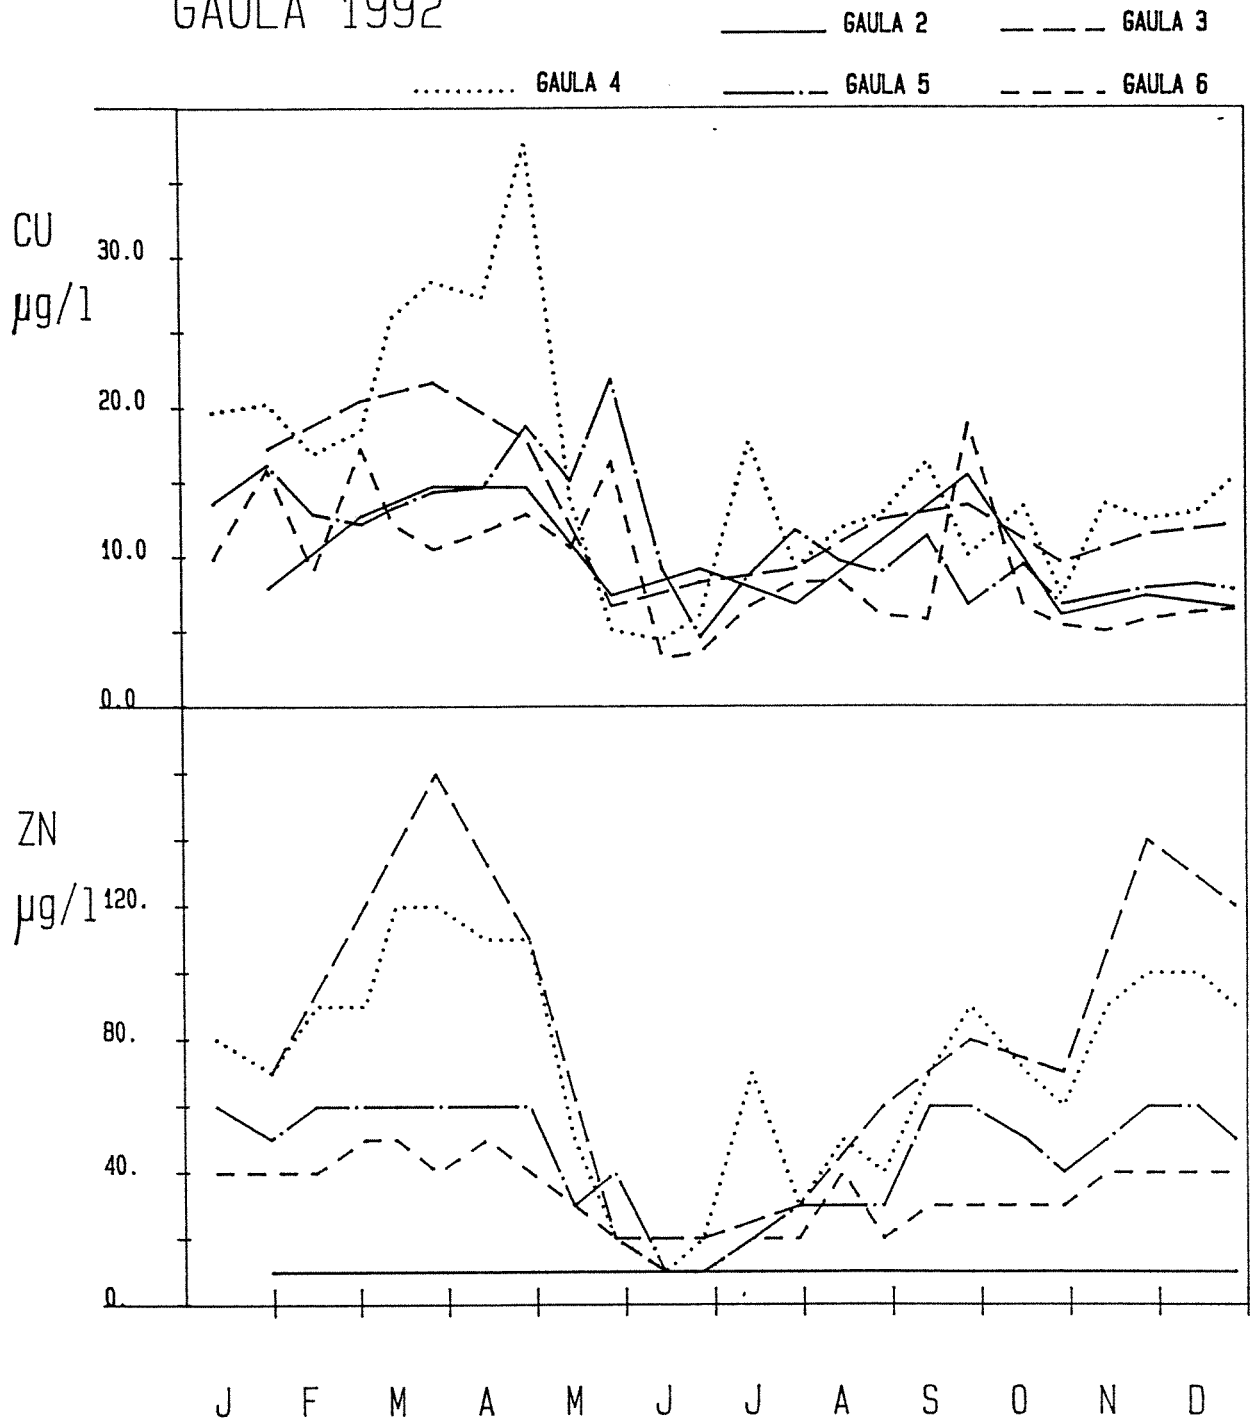 GAULA 1992
GAULA 2 GAULA 3
GAULA 4 GAULA 5 GAULA 6
CU
µg/l
30.0
20.0
10.0
0.0
ZN
µg/l
120.
80.
40.
0.
J F M A M J J A S O N D